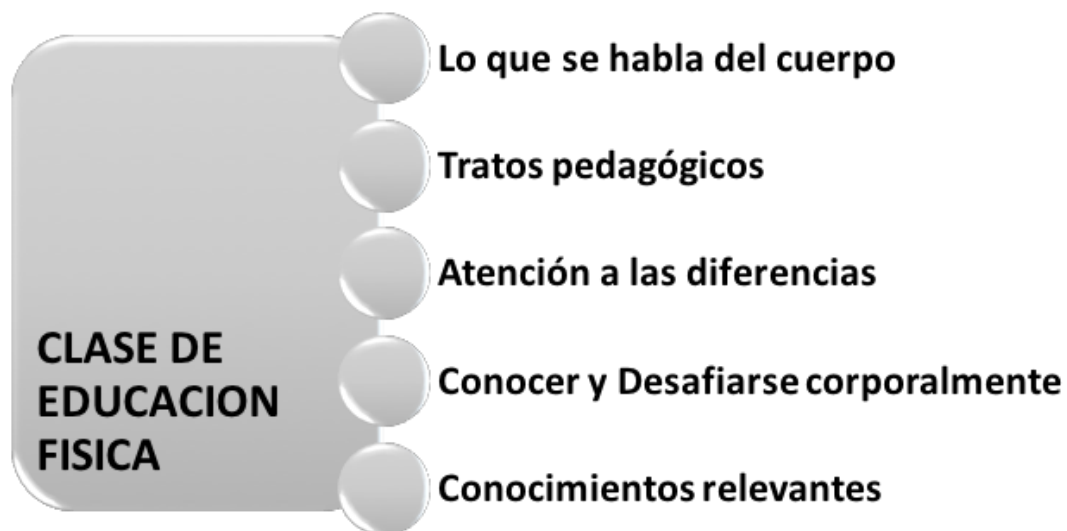 Lo que se habla del cuerpo
Tratos pedagógicos
Atención a las diferencias
Conocer y Desafiarse corporalmente
Conocimientos relevantes
CLASE DE
EDUCACION
FISICA